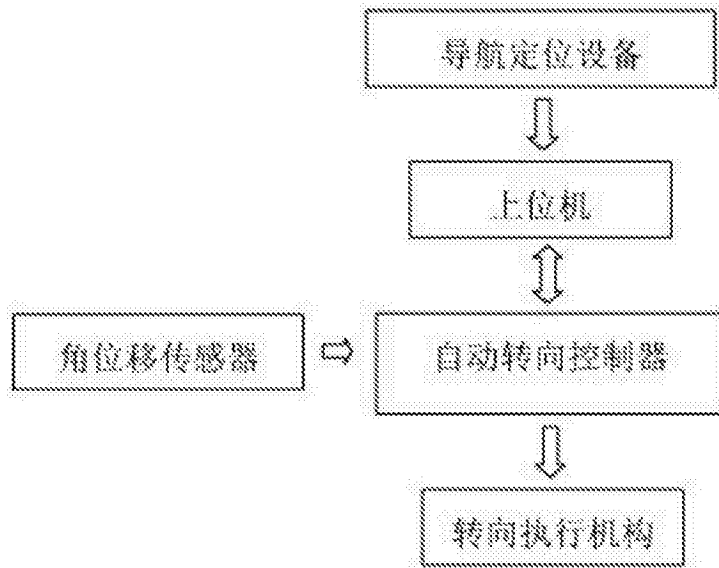 导航定位设备
上位机
角位移传感器
自动转向控制器
转向执行机构